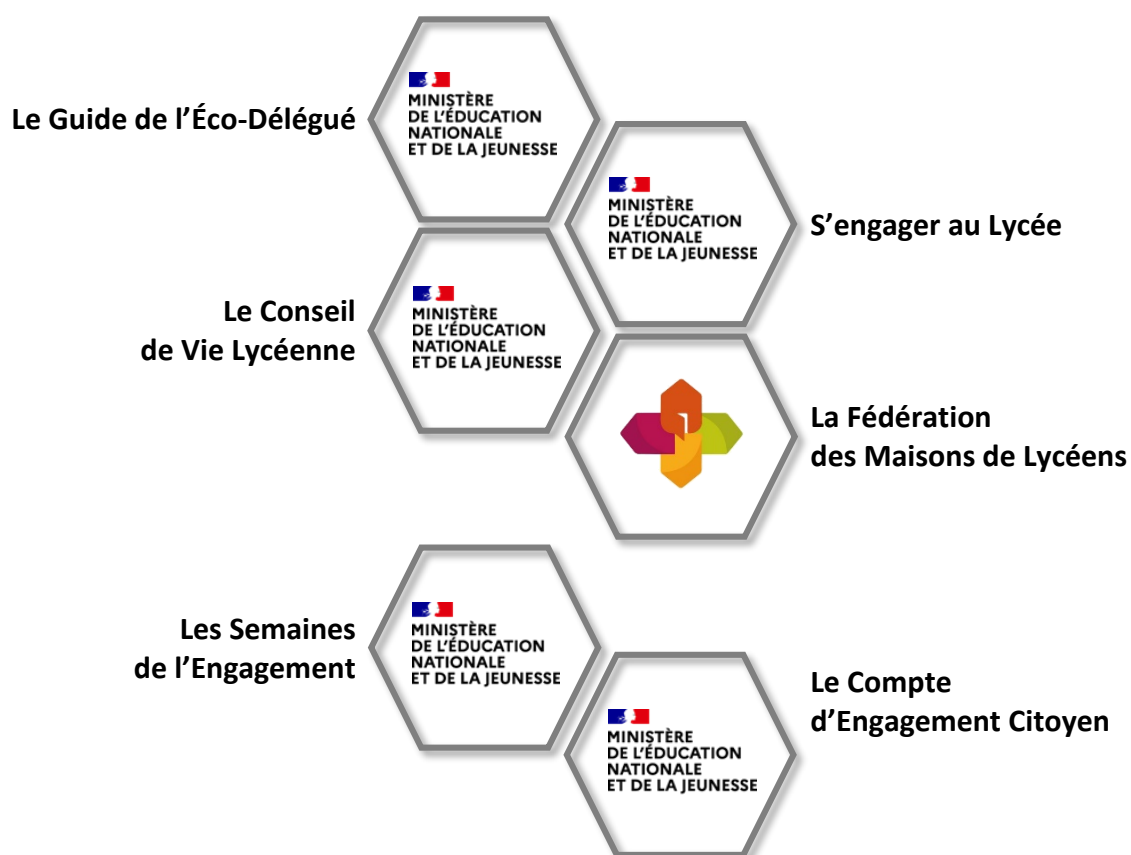 Le Guide de l’Éco-Délégué
MINISTÈRE
DE L’ÉDUCATION
NATIONALE
ET DE LA JEUNESSE
MINISTÈRE
DE L’ÉDUCATION
NATIONALE
ET DE LA JEUNESSE
S’engager au Lycée
Le Conseil
de Vie Lycéenne
MINISTÈRE
DE L’ÉDUCATION
NATIONALE
ET DE LA JEUNESSE
La Fédération
des Maisons de Lycéens
Les Semaines
de l’Engagement
MINISTÈRE
DE L’ÉDUCATION
NATIONALE
ET DE LA JEUNESSE
Le Compte
d’Engagement Citoyen
MINISTÈRE
DE L’ÉDUCATION
NATIONALE
ET DE LA JEUNESSE